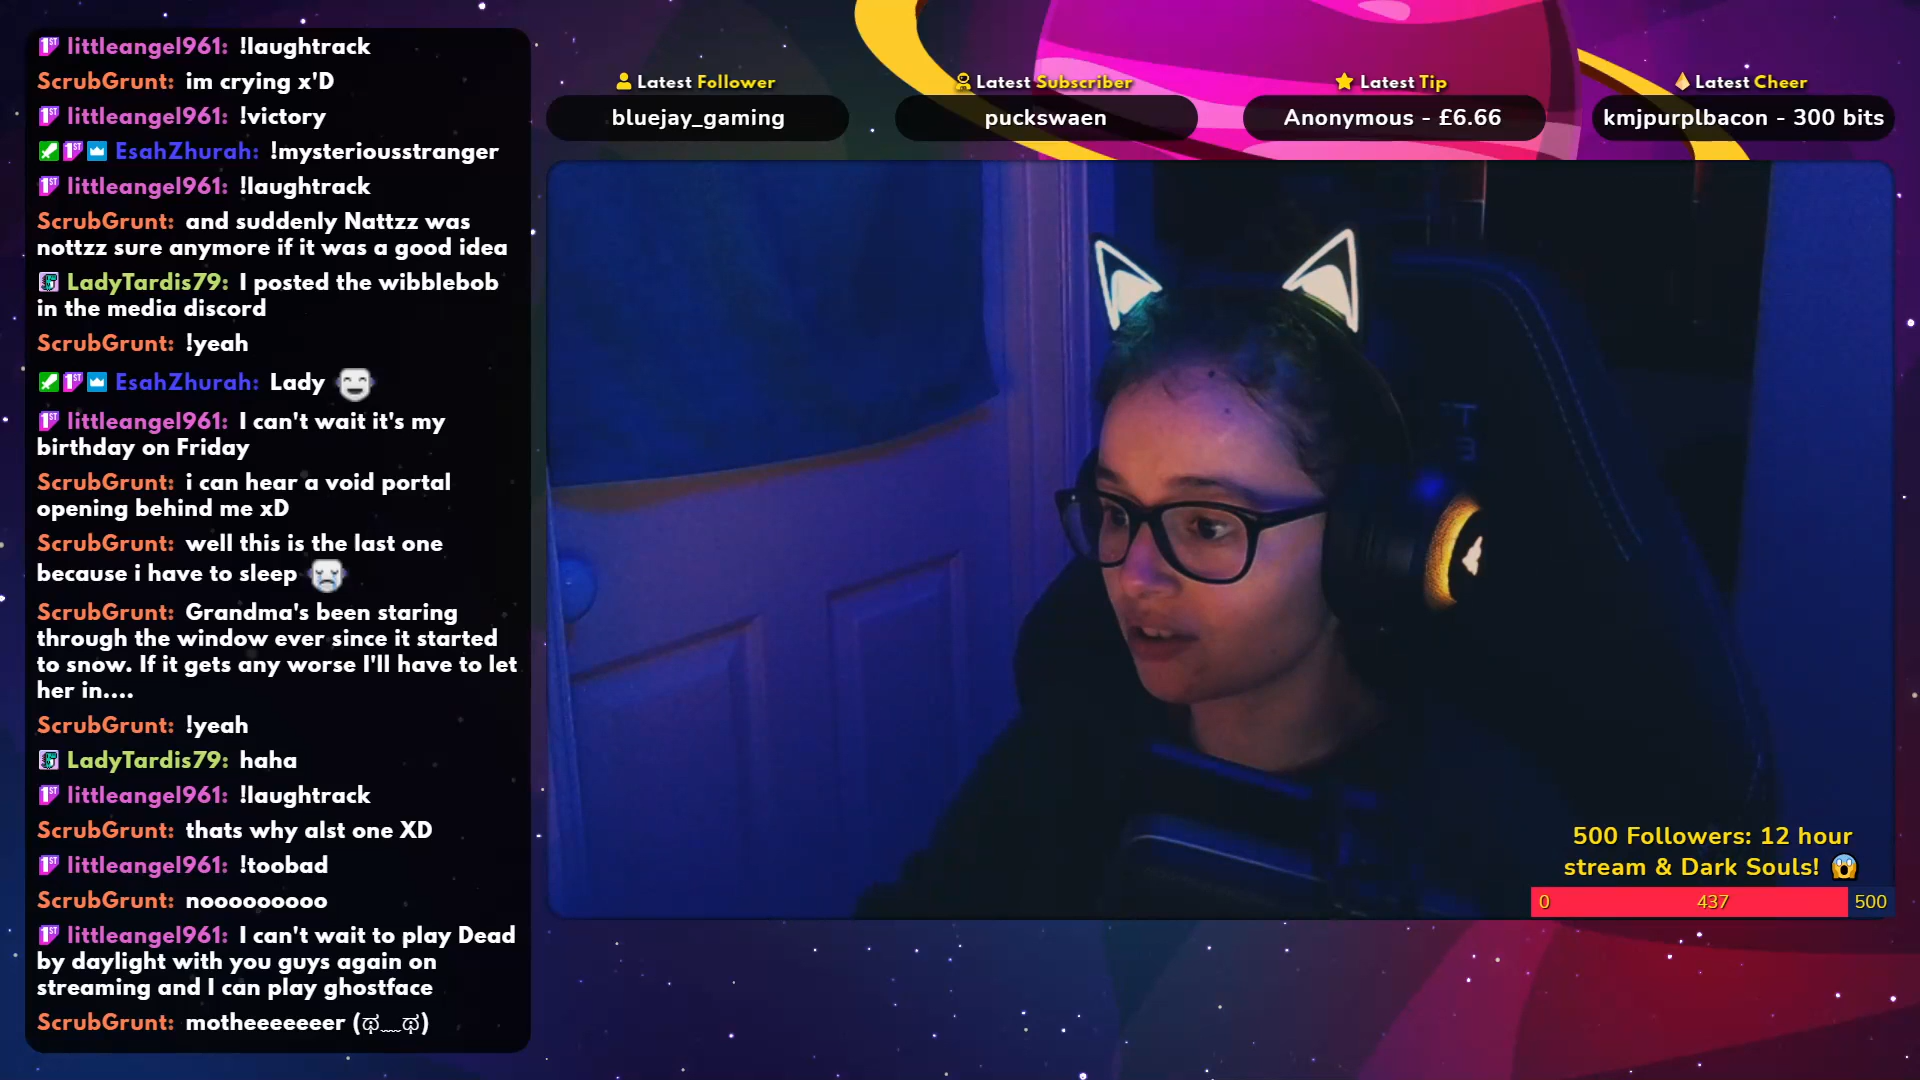 littleangel961: !laughtrack
ScrubGrunt: im crying x'D
littleangel961: !victory
EsahZhurah: !mysteriousstranger
littleangel961: !laughtrack
ScrubGrunt: and suddenly Nattzz was
nottzz sure anymore if it was a good idea
LadyTardis79: I posted the wibblebob
in the media discord
ScrubGrunt: !yeah
EsahZhurah: Lady
littleangel961: I can't wait it's my
birthday on Friday
ScrubGrunt: i can hear a void portal
opening behind me xD
ScrubGrunt: well this is the last one
because i have to sleep
ScrubGrunt: Grandma's been staring
through the window ever since it started
to snow. If it gets any worse I'll have to let
her in....
ScrubGrunt: !yeah
LadyTardis79: haha
littleangel961: !laughtrack
ScrubGrunt: thats why alst one XD
littleangel961: !toobad
ScrubGrunt: nooooooooo
littleangel961: I can't wait to play Dead
by daylight with you guys again on
streaming and I can play ghostface
ScrubGrunt: motheeeeeeer (ಥ﹏ಥ)
Latest Follower
bluejay_gaming
Latest Subscriber
puckswaen
Latest Tip
Anonymous - £6.66
Latest Cheer
kmjpurplbacon - 300 bits
500 Followers: 12 hour
stream & Dark Souls! 😱
0 437 500